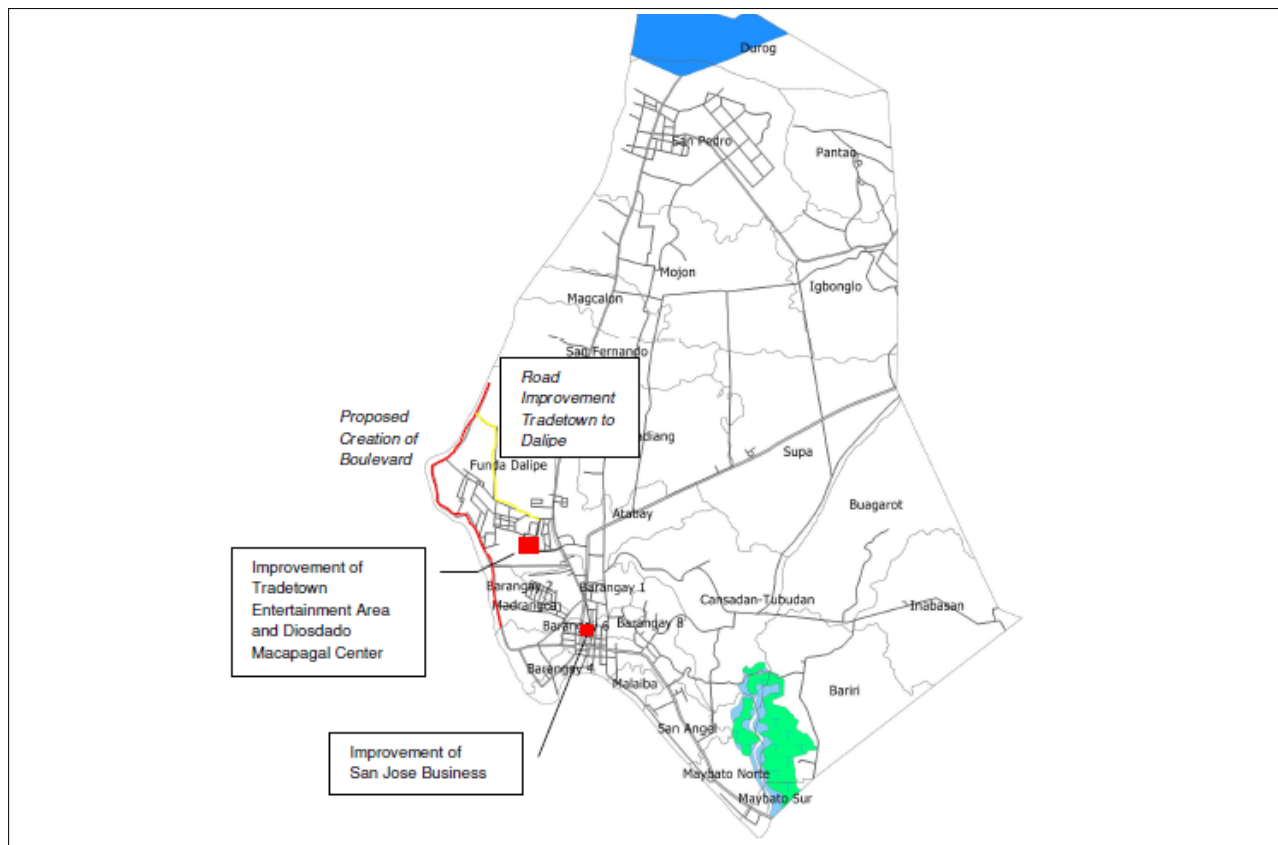 Durog
San Pedro
Pantao
Mojon
Igbonglo
Magcalon
San Fernando
Road
Improvement
Tradetown to
Dalipe
Proposed
Creation of
Boulevard
Supa
Funda Dalipe
Buagarot
Atabay
Improvement of
Tradetown
Entertainment Area
and Diosdado
Macapagal Center
Barangay 2
Barangay 1
Cansadan-Tubudan
Inabasan
Barangay 8
Barangay 4
Malaiba
Bariri
San Angel
Improvement of
San Jose Business
Maybato Norte
Maybato Sur